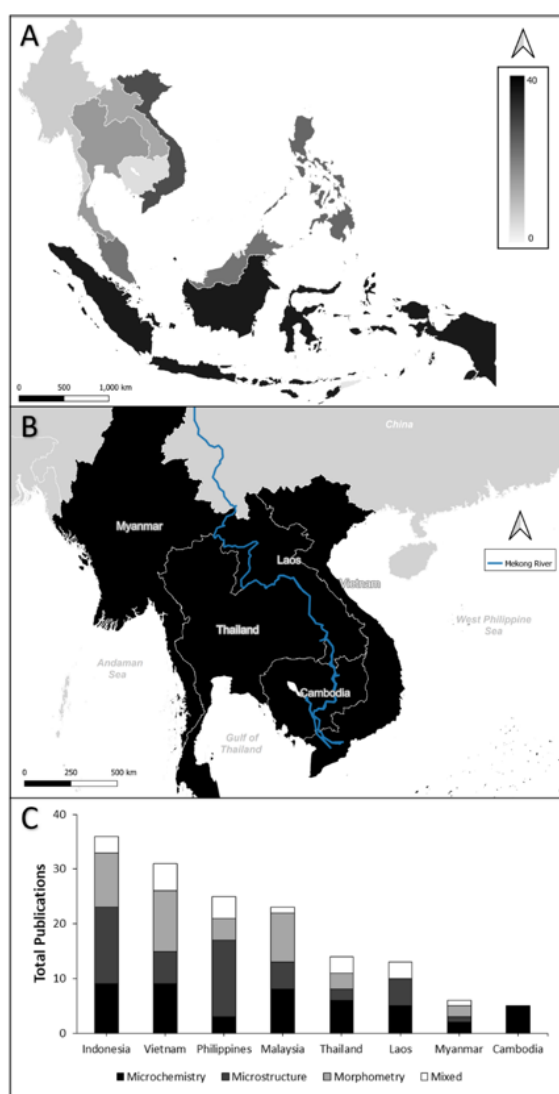 A
40
0
0
500
1,000 km
B
China
Myanmar
Laos
Vietnam
Mekong River
Thailand
West Philippine
Sea
Andaman
Sea
Cambodia
Gulf of
Thailand
0
250
500 km
C
40
30
20
10
0
Total Publications
Indonesia
Vietnam
Philippines
Malaysia
Thailand
Laos
Myanmar
Cambodia
Microchemistry
Microstructure
Morphometry
Mixed